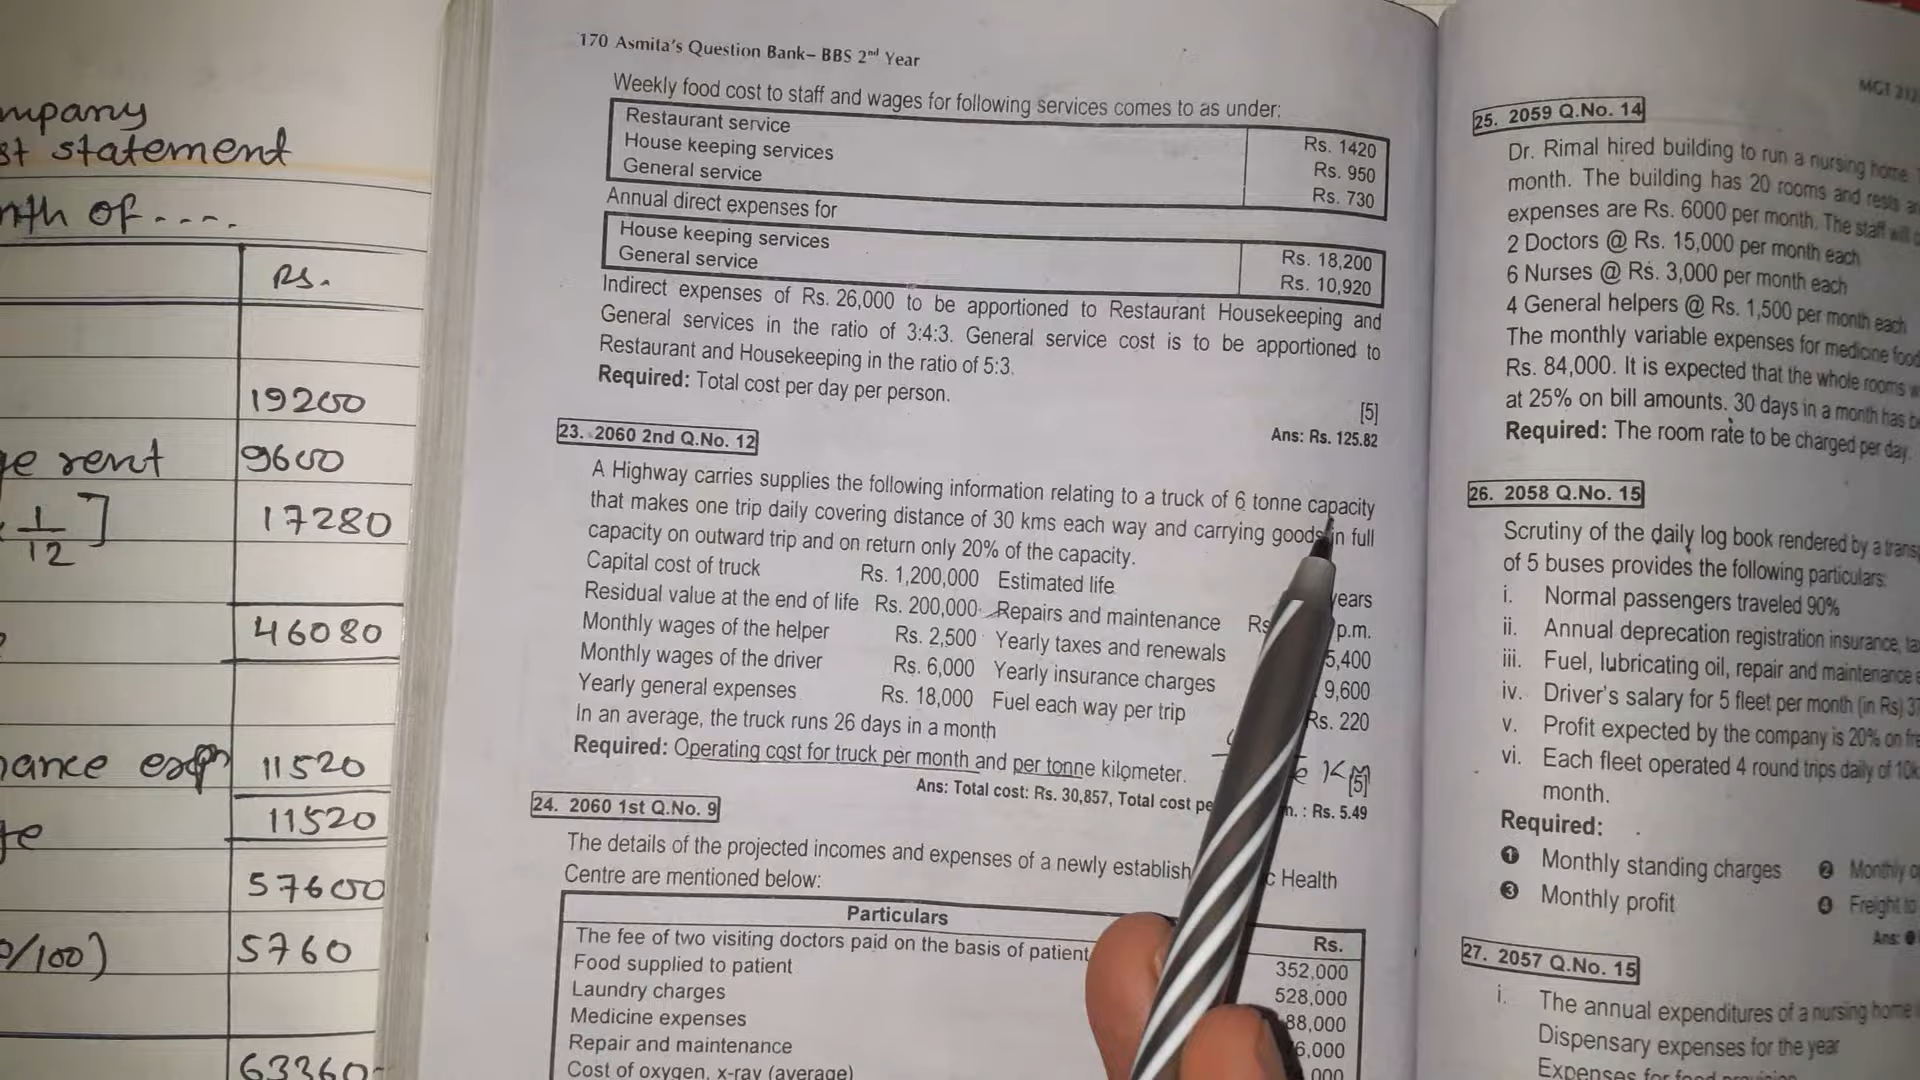 mpany
st statement
nth of ....
Rs.
19200
ge rent 9600
1/12] 17280
46080
nance exp 11520
11520
57600
0/100) 5760
63360
170 Asmita's Question Bank– BBS 2nd Year
Weekly food cost to staff and wages for following services comes to as under:
Restaurant service Rs. 1420
House keeping services Rs. 950
General service Rs. 730
Annual direct expenses for
House keeping services Rs. 18,200
General service Rs. 10,920
Indirect expenses of Rs. 26,000 to be apportioned to Restaurant Housekeeping and
General services in the ratio of 3:4:3. General service cost is to be apportioned to
Restaurant and Housekeeping in the ratio of 5:3.
Required: Total cost per day per person. [5]
Ans: Rs. 125.82
23. 2060 2nd Q.No. 12
A Highway carries supplies the following information relating to a truck of 6 tonne capacity
that makes one trip daily covering distance of 30 kms each way and carrying goods in full
capacity on outward trip and on return only 20% of the capacity.
Capital cost of truck Rs. 1,200,000 Estimated life years
Residual value at the end of life Rs. 200,000 Repairs and maintenance Rs p.m.
Monthly wages of the helper Rs. 2,500 Yearly taxes and renewals 5,400
Monthly wages of the driver Rs. 6,000 Yearly insurance charges 9,600
Yearly general expenses Rs. 18,000 Fuel each way per trip Rs. 220
In an average, the truck runs 26 days in a month
Required: Operating cost for truck per month and per tonne kilometer. e KM [5]
Ans: Total cost: Rs. 30,857, Total cost pe n. : Rs. 5.49
24. 2060 1st Q.No. 9
The details of the projected incomes and expenses of a newly establish c Health
Centre are mentioned below:
Particulars Rs.
The fee of two visiting doctors paid on the basis of patient 352,000
Food supplied to patient 528,000
Laundry charges 88,000
Medicine expenses 6,000
Repair and maintenance 000
Cost of oxygen, x-ray (average)
MGT 212
25. 2059 Q.No. 14
Dr. Rimal hired building to run a nursing home.
month. The building has 20 rooms and rests
expenses are Rs. 6000 per month. The staff will
2 Doctors @ Rs. 15,000 per month each
6 Nurses @ Rs. 3,000 per month each
4 General helpers @ Rs. 1,500 per month each
The monthly variable expenses for medicine food
Rs. 84,000. It is expected that the whole rooms
at 25% on bill amounts. 30 days in a month has
Required: The room rate to be charged per day.
26. 2058 Q.No. 15
Scrutiny of the daily log book rendered by a trans
of 5 buses provides the following particulars:
i. Normal passengers traveled 90%
ii. Annual deprecation registration insurance, ta
iii. Fuel, lubricating oil, repair and maintenance
iv. Driver's salary for 5 fleet per month (in Rs) 3
v. Profit expected by the company is 20% on fre
vi. Each fleet operated 4 round trips daily of 10k
month.
Required:
❶ Monthly standing charges ❷ Monthly o
❸ Monthly profit ❹ Freight to
Ans: ❶
27. 2057 Q.No. 15
i. The annual expenditures of a nursing home
Dispensary expenses for the year
Expenses for food provision